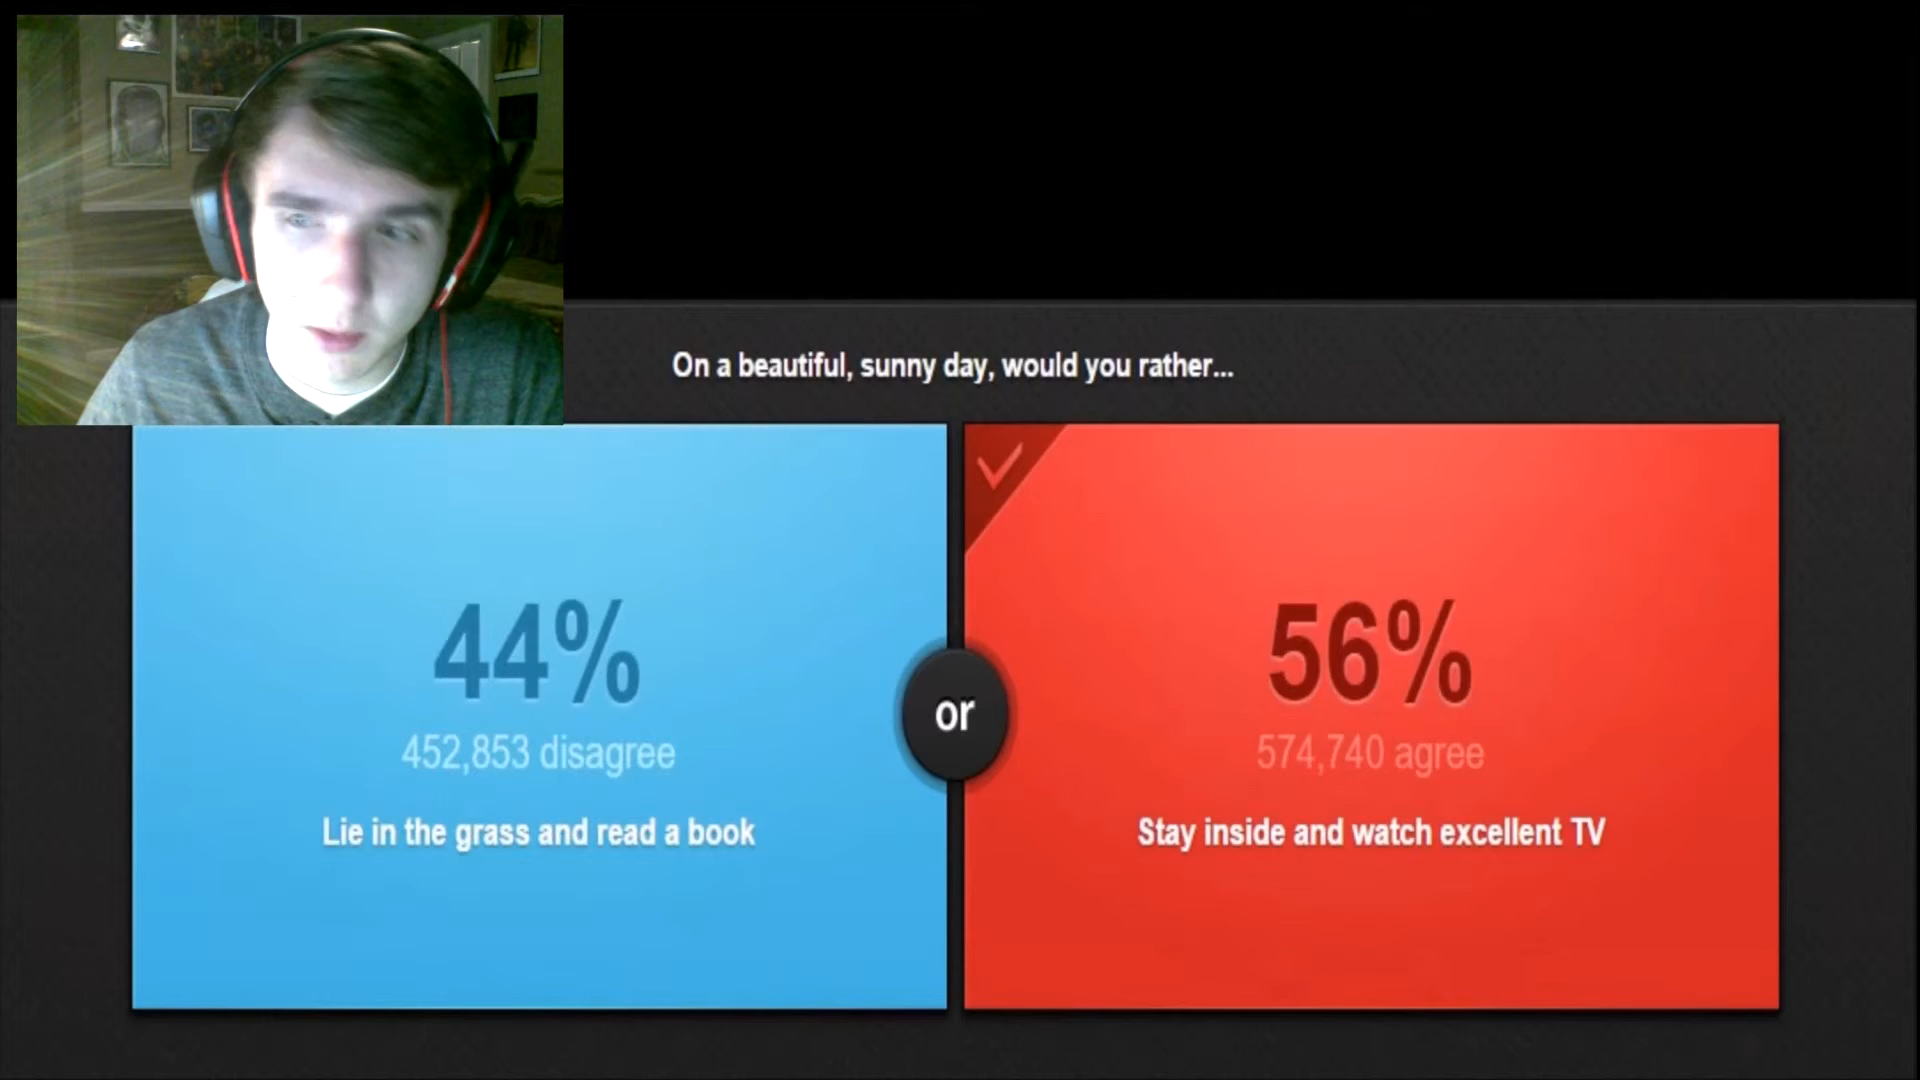 On a beautiful, sunny day, would you rather...
44%
452,853 disagree
Lie in the grass and read a book
or
56%
574,740 agree
Stay inside and watch excellent TV